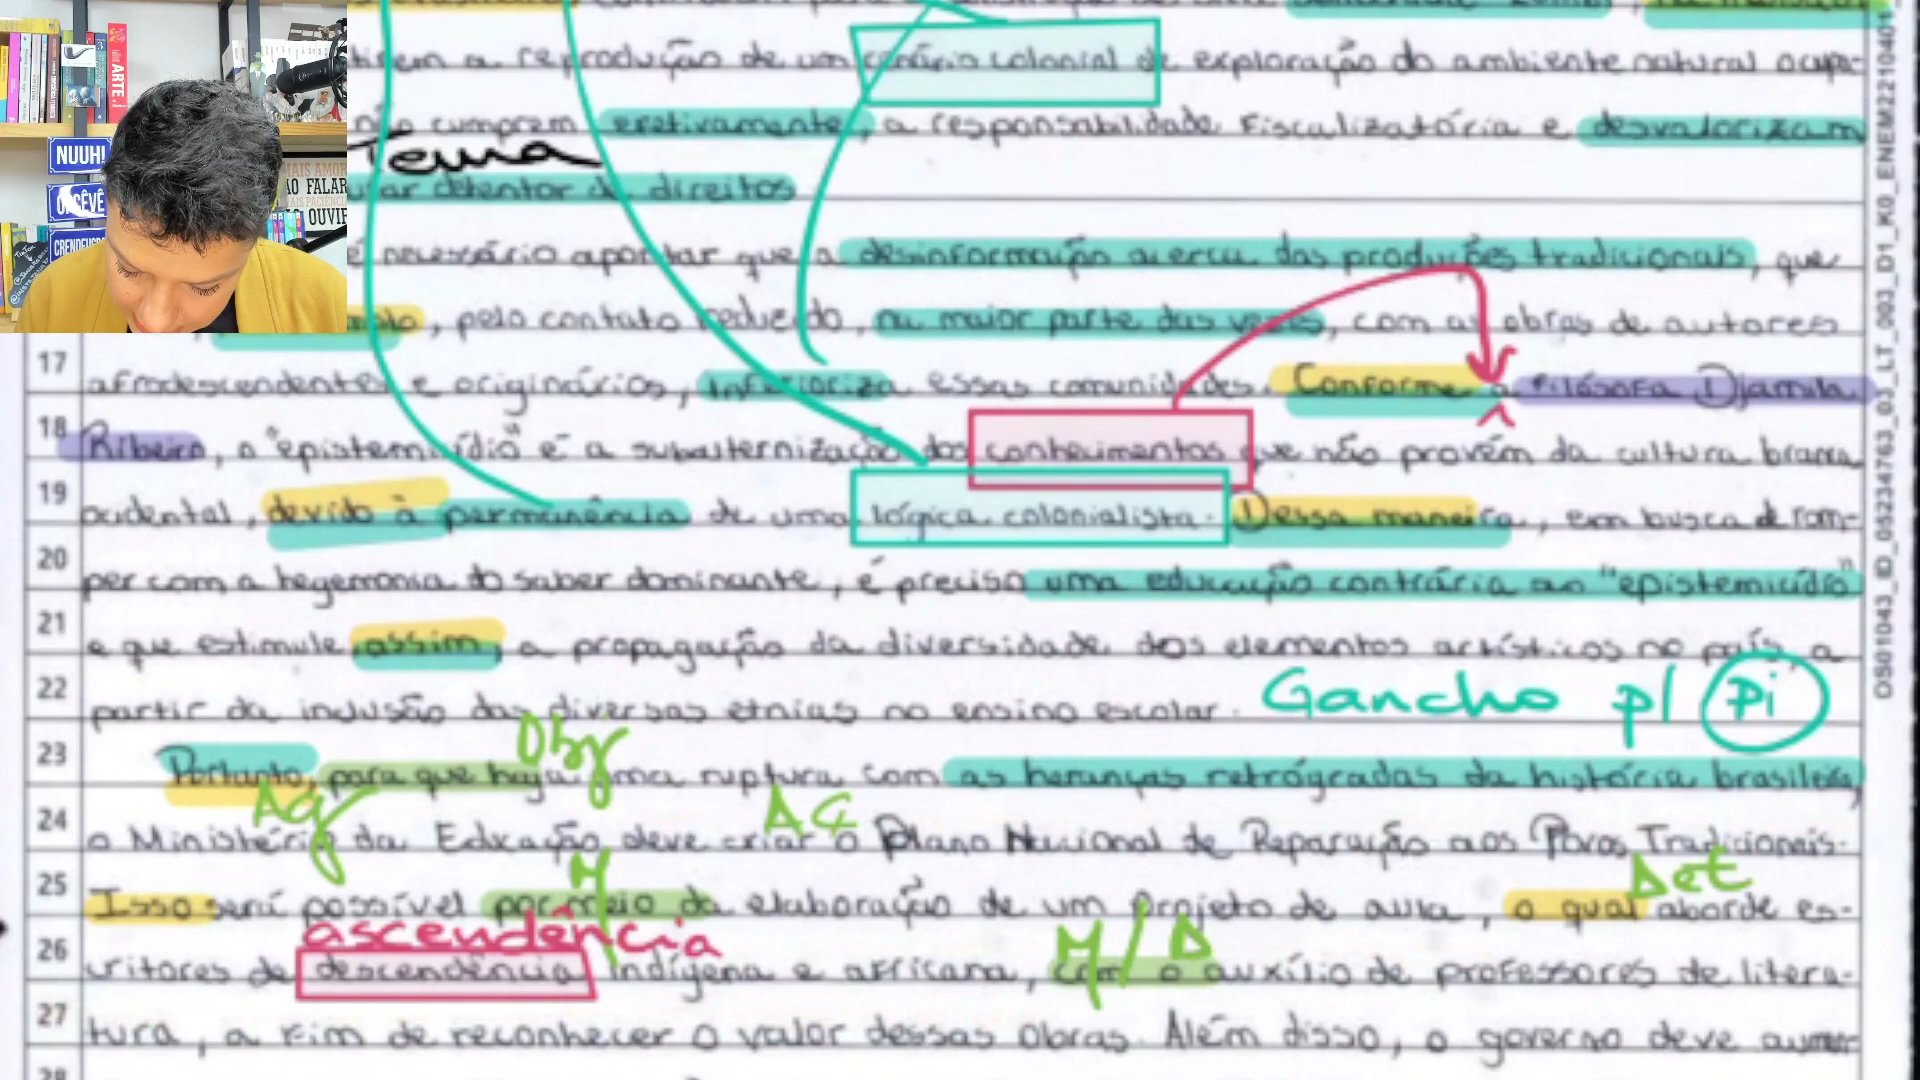 tirem a reprodução de um cenário colonial de exploração do ambiente natural ocupa-
não cumprem efetivamente, a responsabilidade fiscalizatória e desvalorizam
Tema
detentor de direitos
é necessário apontar que a desinformação acerca das produções tradicionais, que
, pelo contato reduzido, na maior parte das vezes, com as obras de autores
17 afrodescendentes e originários, inferioriza essas comunidades. Conforme a filósofa Djamila
18 Ribeiro, o "epistemicídio" é a subalternização dos conhecimentos que não provêm da cultura branca
19 ocidental, devido à permanência de uma lógica colonialista. Dessa maneira, em busca de rom-
20 per com a hegemonia do saber dominante, é preciso uma educação contrária ao "epistemicídio"
21 e que estimule, assim, a propagação da diversidade dos elementos artísticos no país, a
22 partir da inclusão das diversas etnias no ensino escolar. Gancho p/ Pi
Obj
23 Portanto, para que haja uma ruptura com as heranças retrógradas da história brasileira,
Ag Aç
24 o Ministério da Educação deve criar o Plano Nacional de Reparação aos Povos Tradicionais.
M Det
25 Isso será possível por meio da elaboração de um projeto de aula, o qual aborde es-
ascendência M/D
26 critores de descendência indígena e africana, com o auxílio de professores de litera-
27 tura, a fim de reconhecer o valor dessas obras. Além disso, o governo deve aumen-
28
NUUH!
OXCÊVÊ
ARTE
MAIS AMOR
FALAR
OUVIR
OS01043_ID_05234763_03_LT_003_D1_K0_ENEM22210401